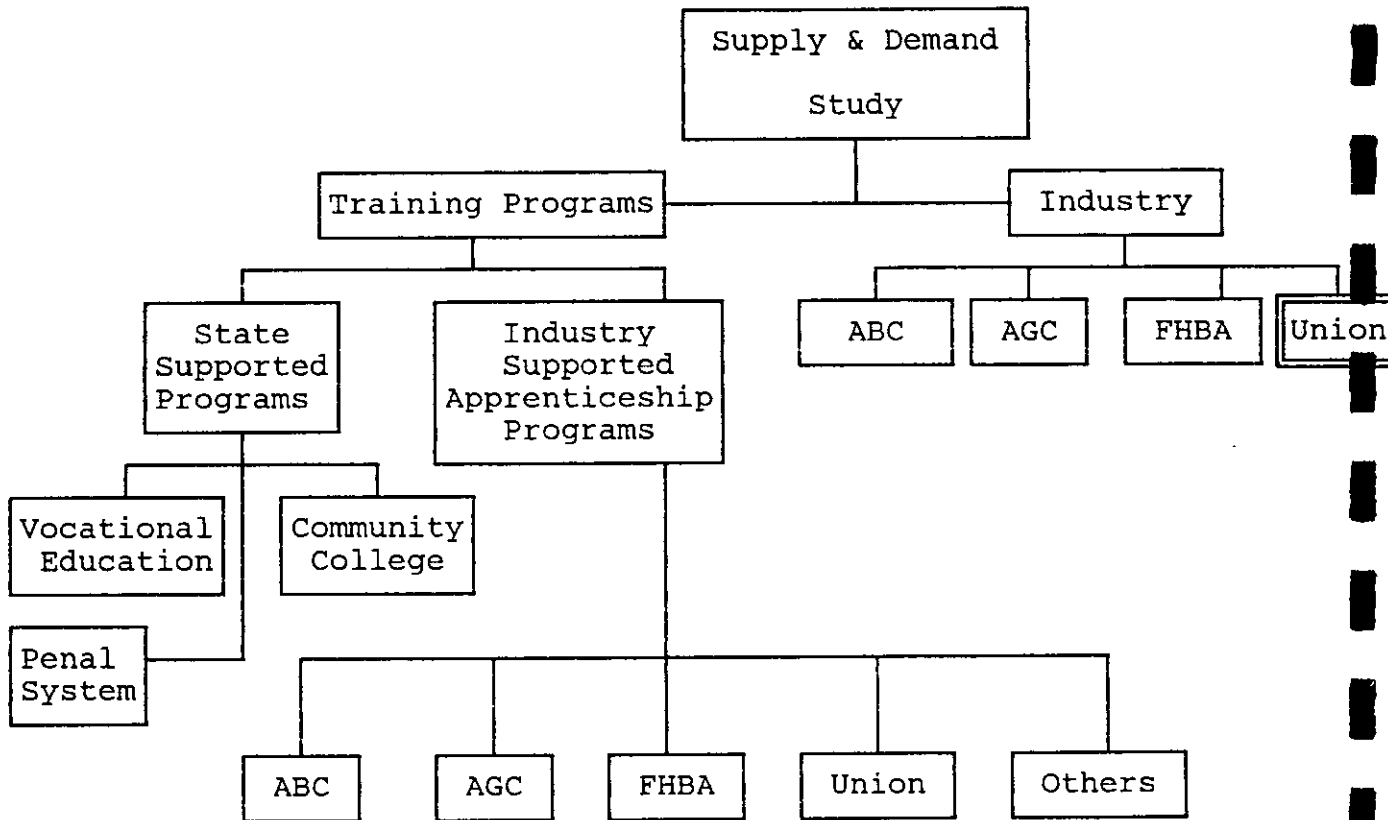 Supply & Demand
Study
Training Programs
Industry
State
Supported
Programs
Industry
Supported
Apprenticeship
Programs
ABC
AGC
FHBA
Union
Vocational
Education
Community
College
Penal
System
ABC
AGC
FHBA
Union
Others